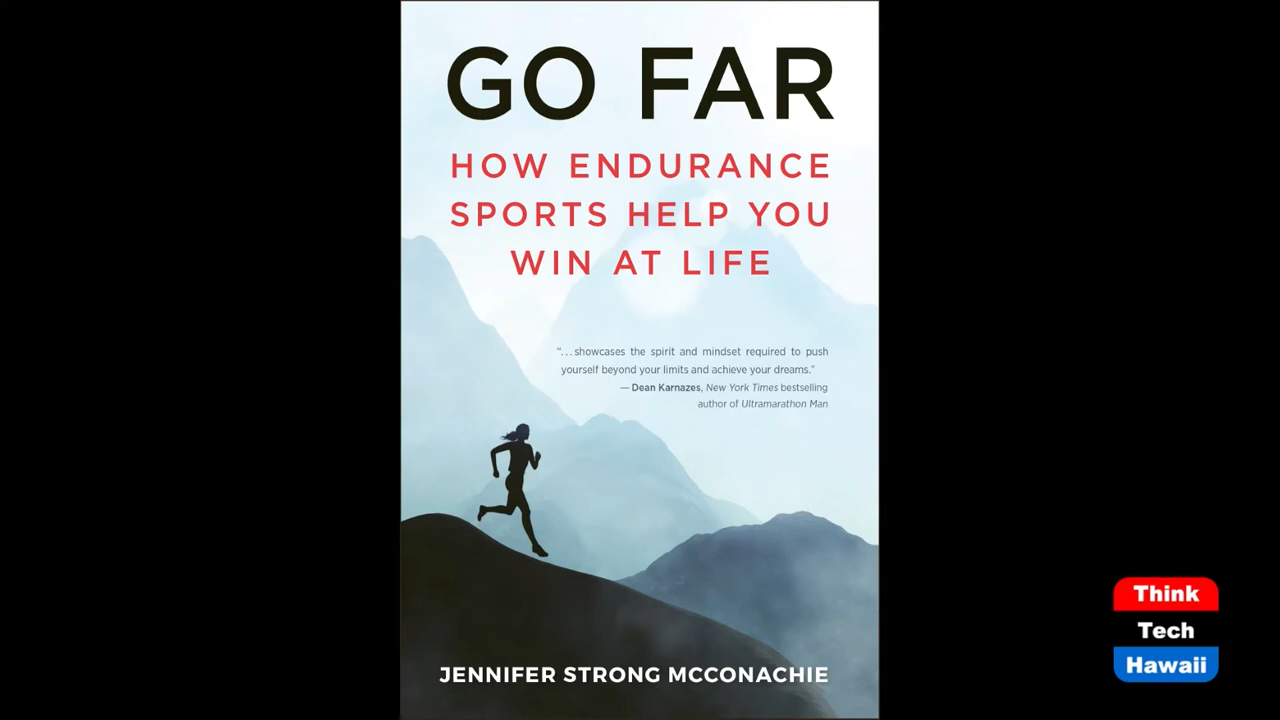 GO FAR
HOW ENDURANCE
SPORTS HELP YOU
WIN AT LIFE
“...showcases the spirit and mindset required to push
yourself beyond your limits and achieve your dreams.”
— Dean Karnazes, New York Times bestselling
author of Ultramarathon Man
JENNIFER STRONG MCCONACHIE
Think
Tech
Hawaii